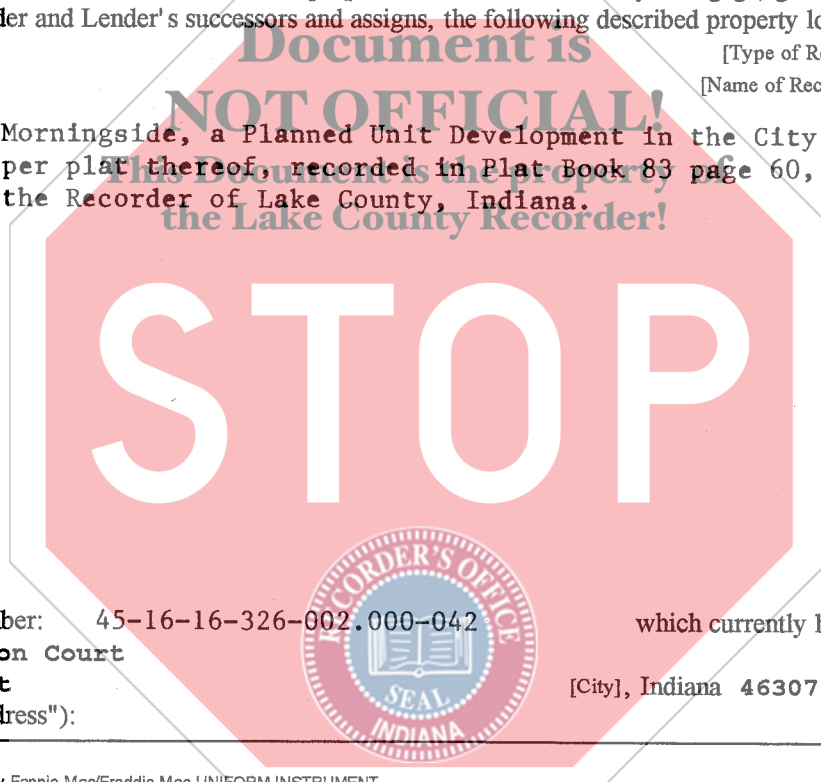 der and Lender's successors and assigns, the following described property lo
Document is
[Type of Re
NOT OFFICIAL!
[Name of Rec
Morningside, a Planned Unit Development in the City
per plat thereof, recorded in Plat Book 83 page 60,
This Document is the property of
the Recorder of Lake County, Indiana.
the Lake County Recorder!
STOP
RECORDER'S OFFICE
SEAL
INDIANA
ber: 45-16-16-326-002.000-042 which currently h
on Court
t [City], Indiana 46307
dress"):
Fannie Mae/Freddie Mac UNIFORM INSTRUMENT